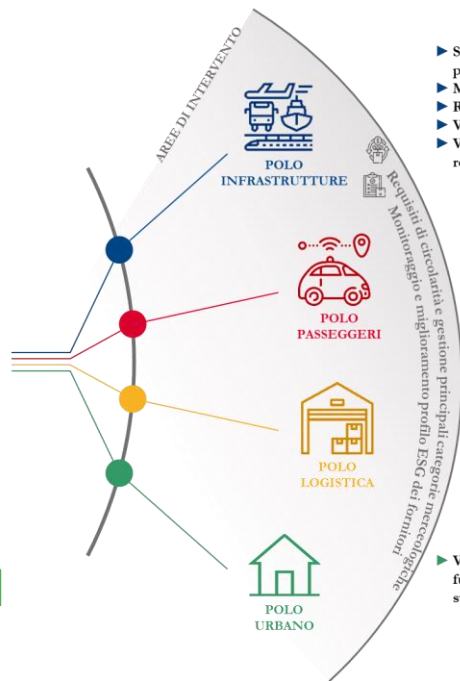 AREE DI INTERVENTO
POLO
INFRASTRUTTURE
POLO
PASSEGGERI
POLO
LOGISTICA
POLO
URBANO
Requisiti di circolarità e gestione principali categorie merceologiche
Monitoraggio e miglioramento profilo ESG dei fornitori